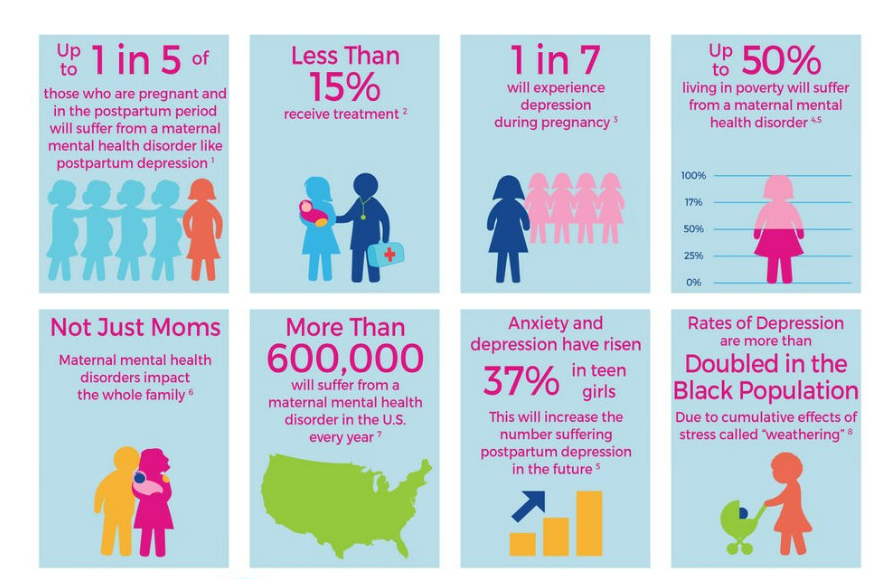 Up to 1 in 5 of
those who are pregnant and
in the postpartum period
will suffer from a maternal
mental health disorder like
postpartum depression 1
Less Than
15%
receive treatment 2
1 in 7
will experience
depression
during pregnancy 3
Up to 50%
living in poverty will suffer
from a maternal mental
health disorder 4,5
100%
17%
50%
25%
0%
Not Just Moms
Maternal mental health
disorders impact
the whole family 6
More Than
600,000
will suffer from a
maternal mental health
disorder in the U.S.
every year 7
Anxiety and
depression have risen
37% in teen girls
This will increase the
number suffering
postpartum depression
in the future 5
Rates of Depression
are more than
Doubled in the
Black Population
Due to cumulative effects of
stress called “weathering” 8